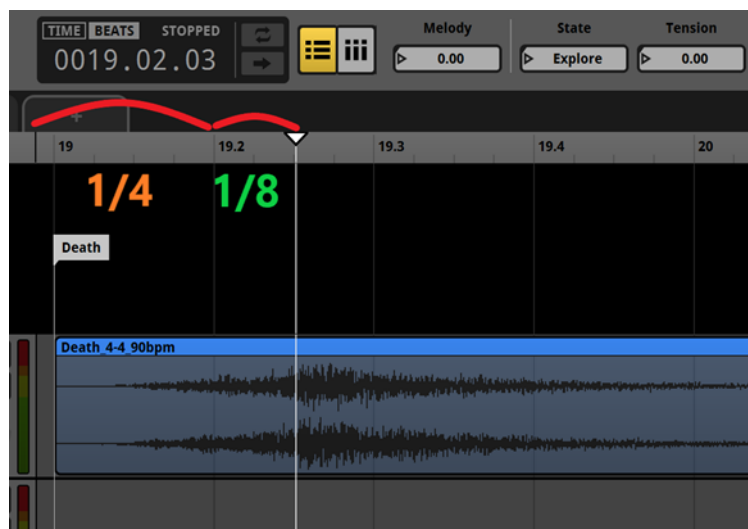 TIME BEATS STOPPED
0019.02.03
Melody
0.00
State
Explore
Tension
0.00
+
19 19.2 19.3 19.4 20
1/4 1/8
Death
Death_4-4_90bpm